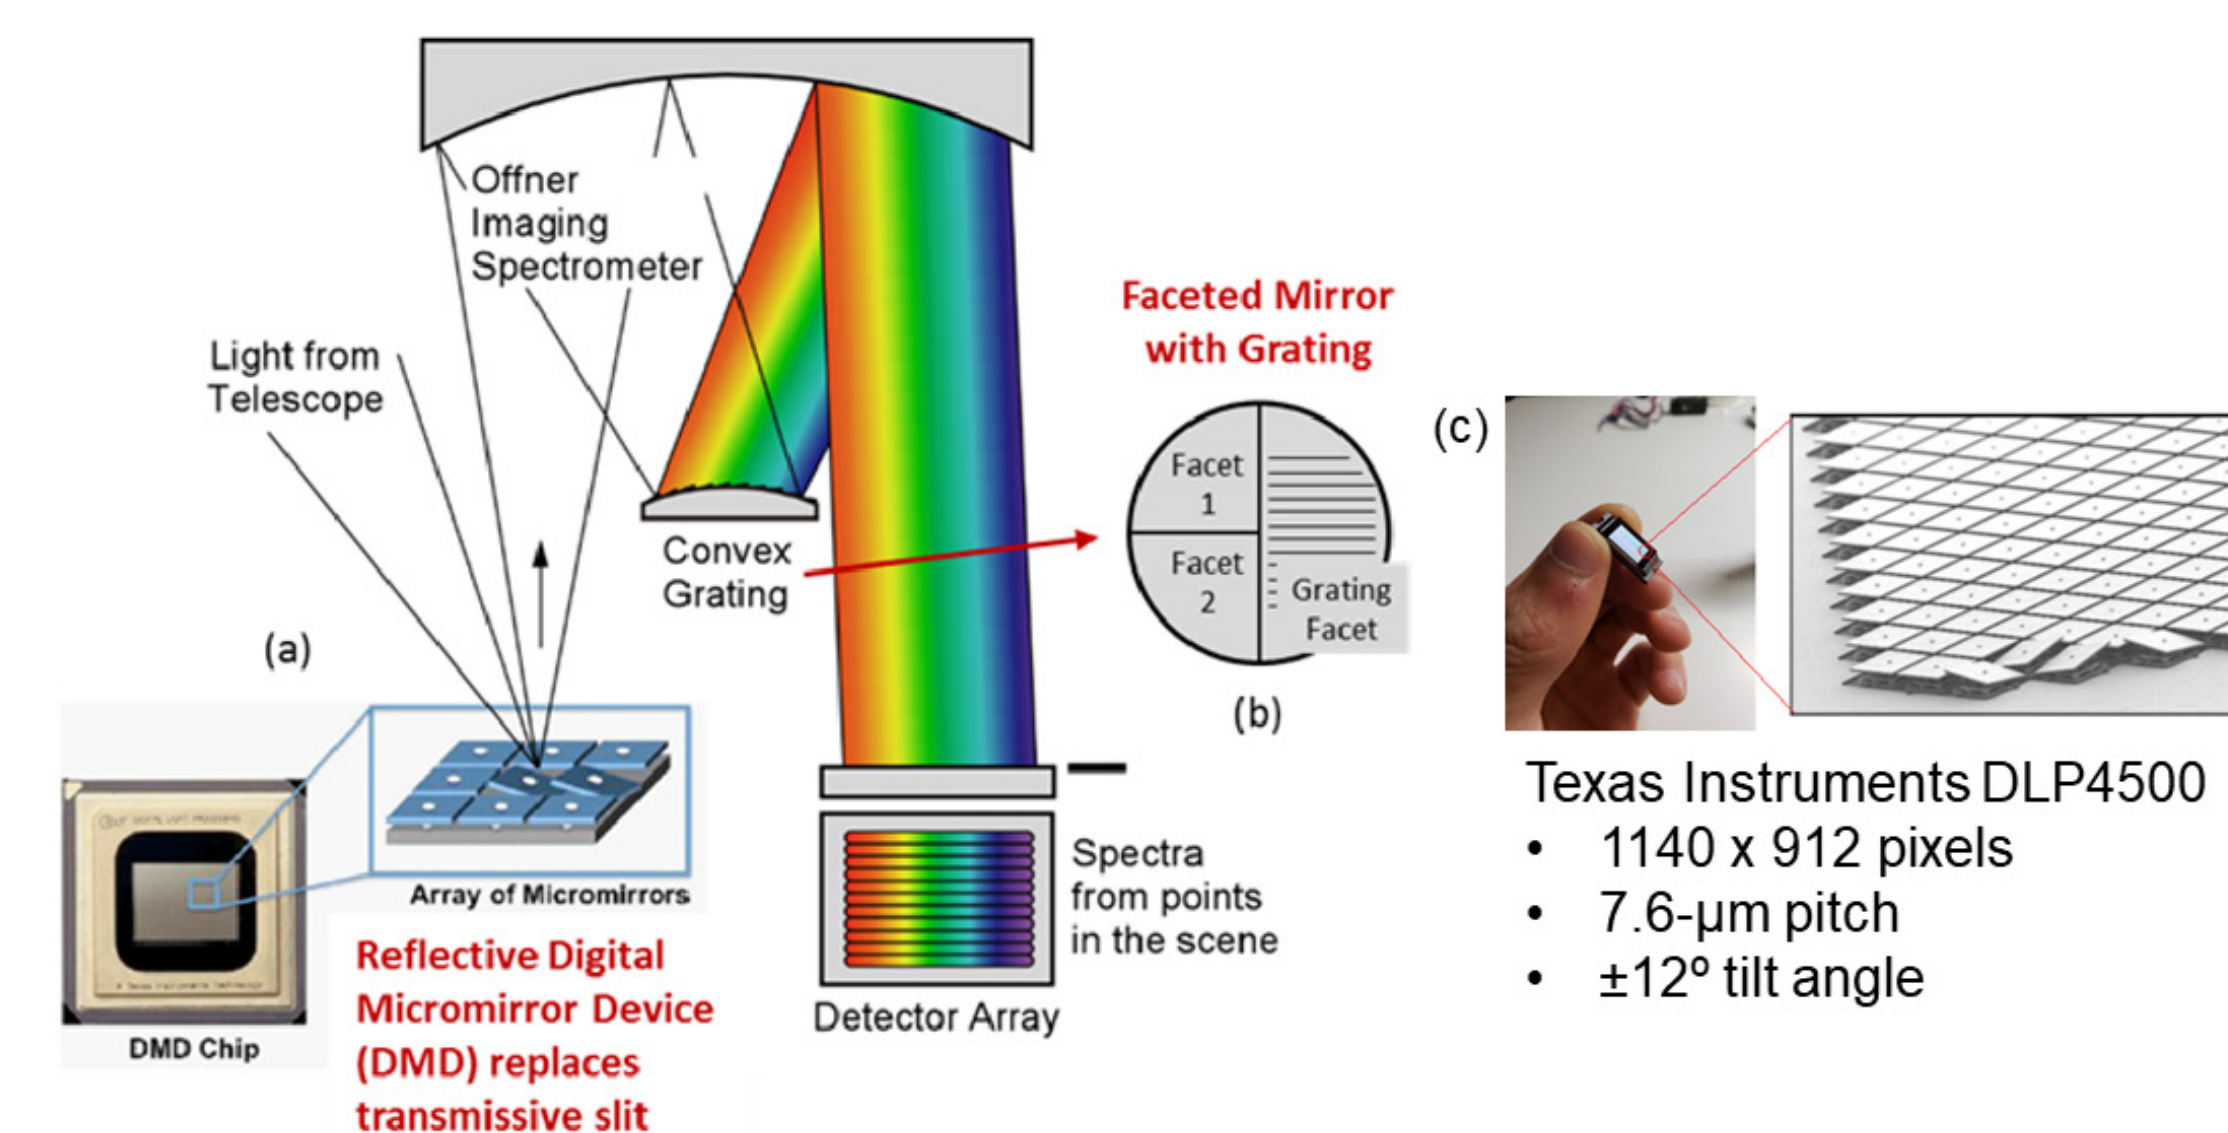 Offner
Imaging
Spectrometer
Light from
Telescope
(a)
Convex
Grating
Faceted Mirror
with Grating
Facet
1
Facet
2
Grating
Facet
(b)
(c)
Array of Micromirrors
DMD Chip
Reflective Digital
Micromirror Device
(DMD) replaces
transmissive slit
Spectra
from points
in the scene
Detector Array
Texas Instruments DLP4500
• 1140 x 912 pixels
• 7.6-μm pitch
• ±12º tilt angle